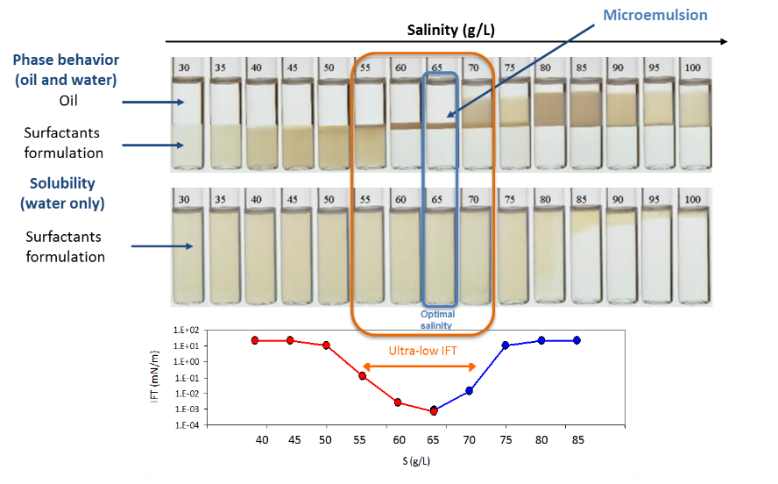 Salinity (g/L)
Microemulsion
Phase behavior
(oil and water)
Oil
Surfactants
formulation
30 35 40 45 50 55 60 65 70 75 80 85 90 95 100
Solubility
(water only)
Surfactants
formulation
30 35 40 45 50 55 60 65 70 75 80 85 90 95 100
Optimal
salinity
Ultra-low IFT
IFT (mN/m)
1.E+02
1.E+01
1.E+00
1.E-01
1.E-02
1.E-03
1.E-04
40 45 50 55 60 65 70 75 80 85
S (g/L)